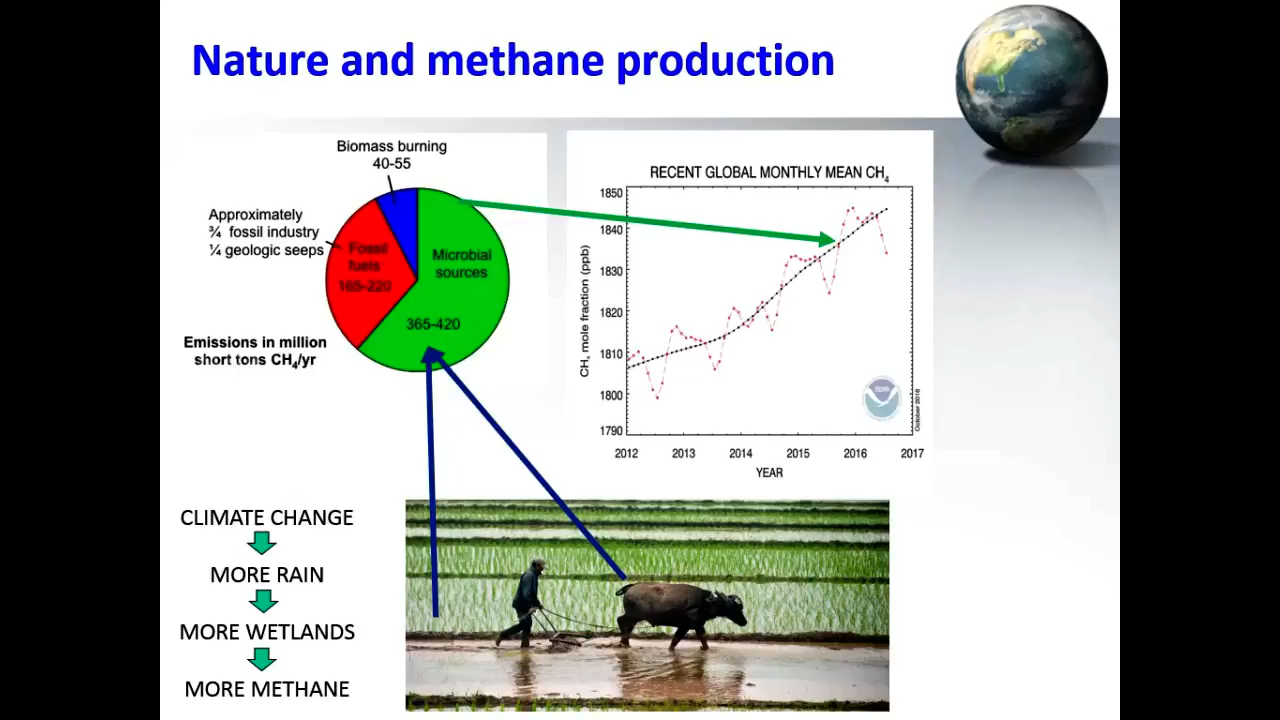 Nature and methane production
Biomass burning
40-55
Approximately
¾ fossil industry
¼ geologic seeps
Fossil
fuels
165-220
Microbial
sources
365-420
Emissions in million
short tons CH₄/yr
RECENT GLOBAL MONTHLY MEAN CH₄
CH₄ mole fraction (ppb)
1850
1840
1830
1820
1810
1800
1790
2012 2013 2014 2015 2016 2017
YEAR
October 2016
CLIMATE CHANGE
MORE RAIN
MORE WETLANDS
MORE METHANE